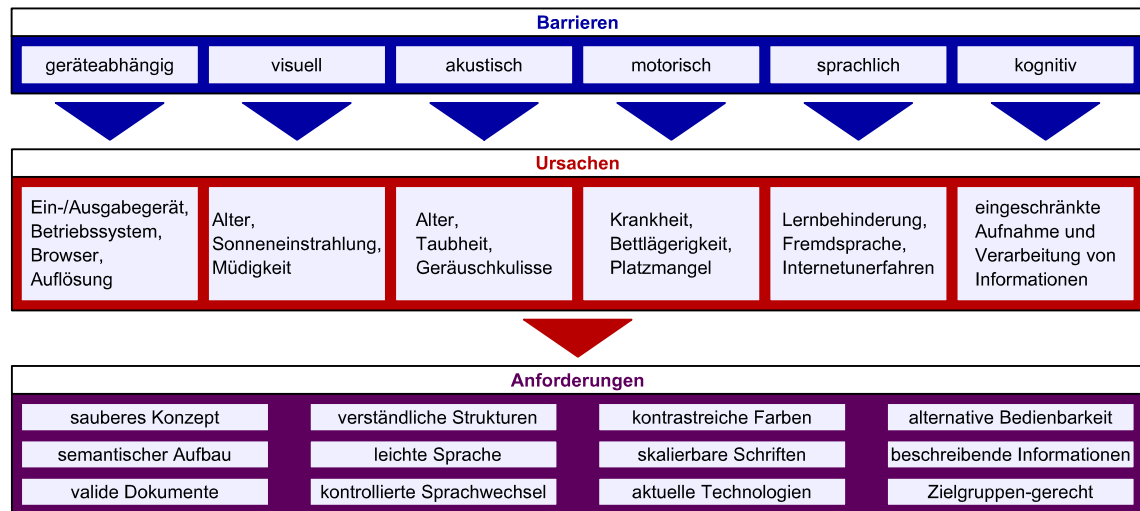 Barrieren
geräteabhängig
visuell
akustisch
motorisch
sprachlich
kognitiv
Ursachen
Ein-/Ausgabegerät,
Betriebssystem,
Browser,
Auflösung
Alter,
Sonneneinstrahlung,
Müdigkeit
Alter,
Taubheit,
Geräuschkulisse
Krankheit,
Bettlägerigkeit,
Platzmangel
Lernbehinderung,
Fremdsprache,
Internetunerfahren
eingeschränkte
Aufnahme und
Verarbeitung von
Informationen
Anforderungen
sauberes Konzept
verständliche Strukturen
kontrastreiche Farben
alternative Bedienbarkeit
semantischer Aufbau
leichte Sprache
skalierbare Schriften
beschreibende Informationen
valide Dokumente
kontrollierte Sprachwechsel
aktuelle Technologien
Zielgruppen-gerecht